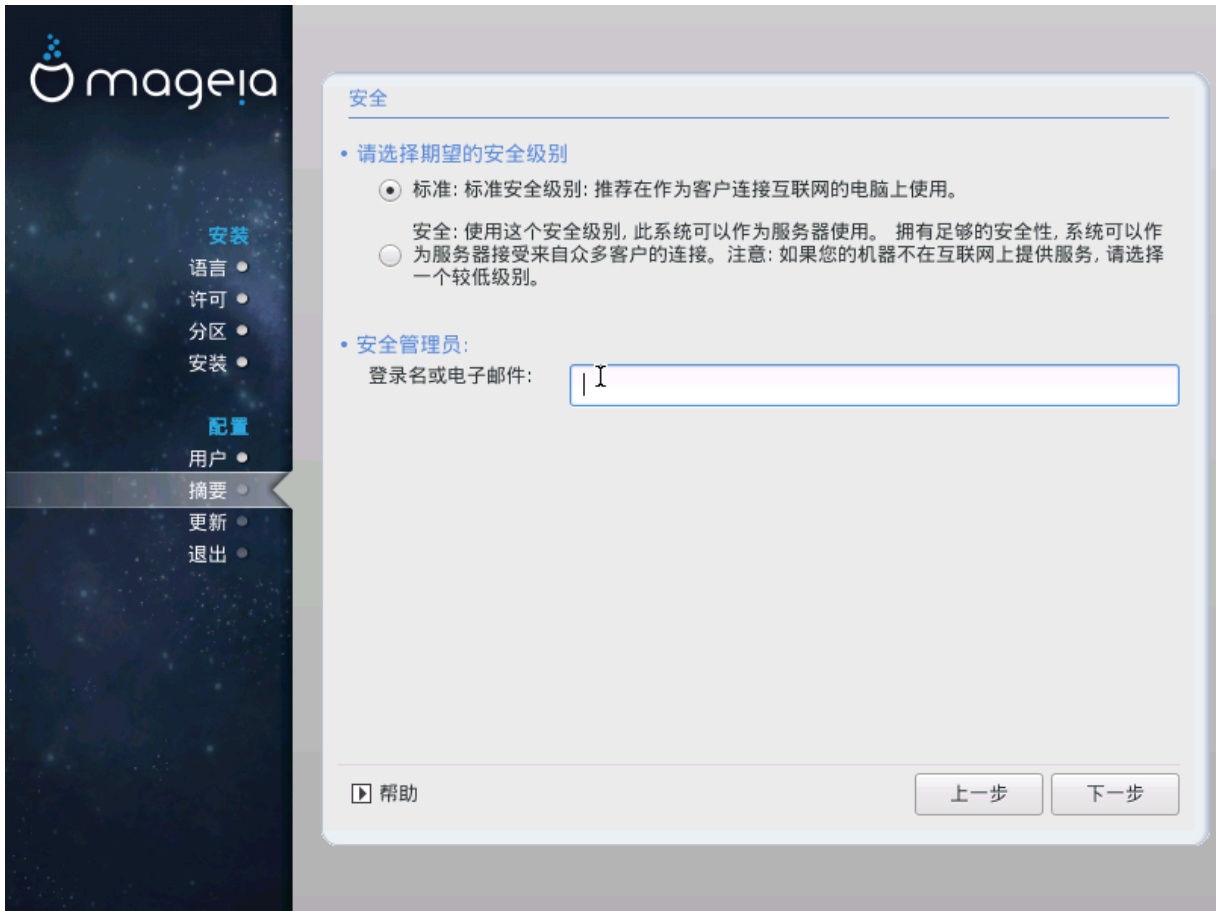 mageia
安装
语言
许可
分区
安装
配置
用户
摘要
更新
退出
安全
• 请选择期望的安全级别
标准: 标准安全级别: 推荐在作为客户连接互联网的电脑上使用。
安全: 使用这个安全级别, 此系统可以作为服务器使用。 拥有足够的安全性, 系统可以作
为服务器接受来自众多客户的连接。注意: 如果您的机器不在互联网上提供服务, 请选择
一个较低级别。
• 安全管理员:
登录名或电子邮件:
帮助
上一步
下一步